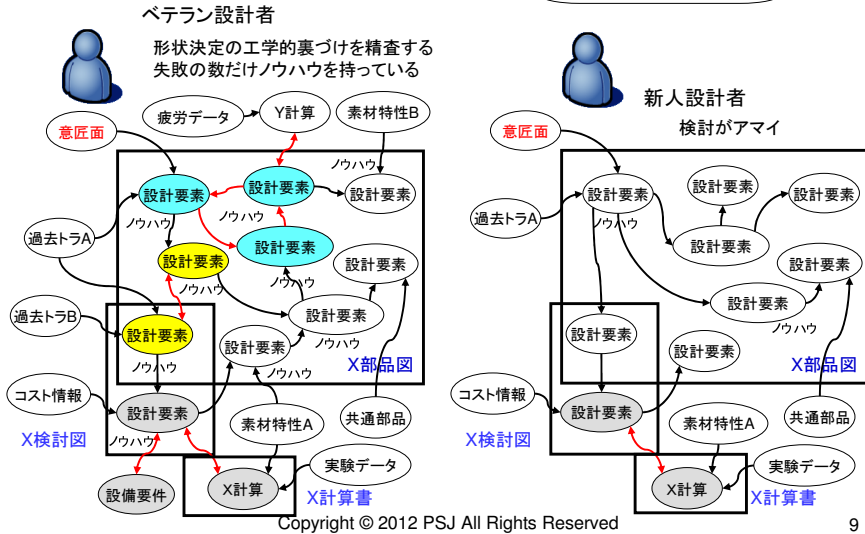 ベテラン設計者
形状決定の工学的裏づけを精査する
失敗の数だけノウハウを持っている
疲労データ
Y計算
素材特性B
意匠面
ノウハウ
設計要素
設計要素
設計要素
ノウハウ
ノウハウ
過去トラA
設計要素
設計要素
設計要素
ノウハウ
ノウハウ
過去トラB
設計要素
設計要素
設計要素
ノウハウ
ノウハウ
ノウハウ
X部品図
コスト情報
設計要素
素材特性A
共通部品
ノウハウ
X検討図
実験データ
設備要件
X計算
X計算書
新人設計者
検討がアマイ
意匠面
設計要素
設計要素
設計要素
過去トラA
ノウハウ
設計要素
設計要素
設計要素
ノウハウ
設計要素
設計要素
X部品図
コスト情報
設計要素
素材特性A
共通部品
X検討図
実験データ
X計算
X計算書
Copyright © 2012 PSJ All Rights Reserved
9